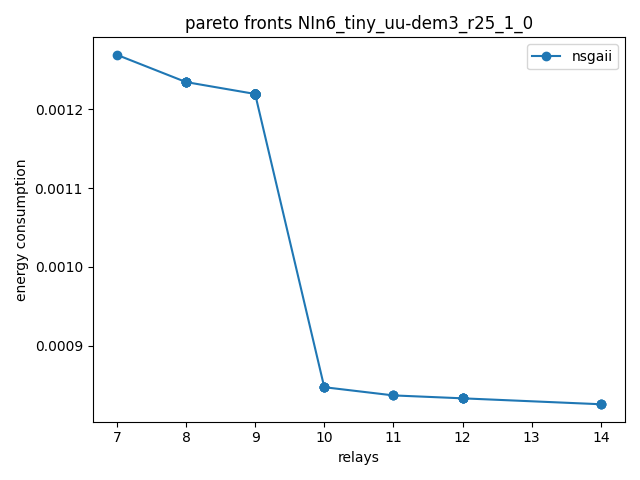 pareto fronts NIn6_tiny_uu-dem3_r25_1_0
nsgaii
energy consumption
0.0012
0.0011
0.0010
0.0009
7 8 9 10 11 12 13 14
relays